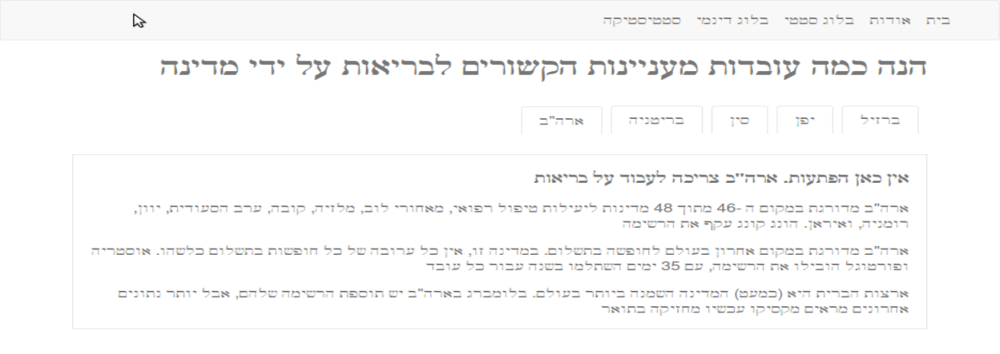 בית אודות בלוג סטטי בלוג דינמי סטטיסטיקה
הנה כמה עובדות מעניינות הקשורים לבריאות על ידי מדינה
ברזיל יפן סין בריטניה ארה"ב
אין כאן הפתעות. ארה"ב צריכה לעבוד על בריאות
ארה"ב מדורגת במקום ה -46 מתוך 48 מדינות ליעילות טיפול רפואי, מאחורי לוב, מלזיה, קובה, ערב הסעודית, יוון,
רומניה, ואיראן. הונג קונג עקף את הרשימה
ארה"ב מדורגת במקום אחרון בעולם לחופשה בתשלום. במדינה זו, אין כל ערובה של כל חופשות בתשלום כלשהו. אוסטריה
ופורטוגל הובילו את הרשימה, עם 35 ימים השתלמו בשנה עבור כל עובד
ארצות הברית היא (כמעט) המדינה השמנה ביותר בעולם. בלומברג בארה"ב יש תוספת הרשימה שלהם, אבל יותר נתונים
אחרונים מראים מקסיקו עכשיו מחזיקה בתואר